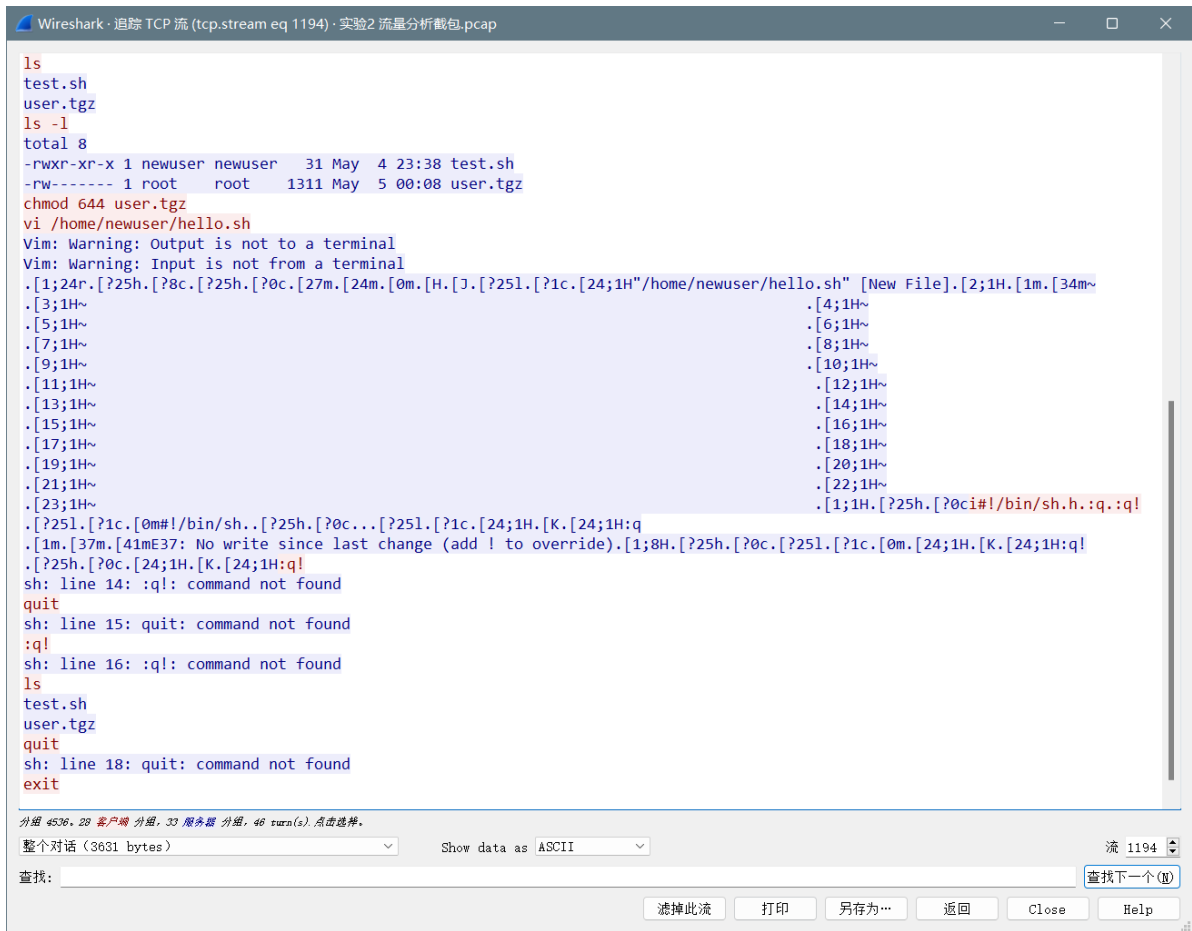 Wireshark · 追踪 TCP 流 (tcp.stream eq 1194) · 实验2 流量分析截包.pcap
ls
test.sh
user.tgz
ls -l
total 8
-rwxr-xr-x 1 newuser newuser   31 May  4 23:38 test.sh
-rw------- 1 root    root    1311 May  5 00:08 user.tgz
chmod 644 user.tgz
vi /home/newuser/hello.sh
Vim: Warning: Output is not to a terminal
Vim: Warning: Input is not from a terminal
.[1;24r.[?25h.[?8c.[?25h.[?0c.[27m.[24m.[0m.[H.[J.[?25l.[?1c.[24;1H"/home/newuser/hello.sh" [New File].[2;1H.[1m.[34m~
.[3;1H~ .[4;1H~
.[5;1H~ .[6;1H~
.[7;1H~ .[8;1H~
.[9;1H~ .[10;1H~
.[11;1H~ .[12;1H~
.[13;1H~ .[14;1H~
.[15;1H~ .[16;1H~
.[17;1H~ .[18;1H~
.[19;1H~ .[20;1H~
.[21;1H~ .[22;1H~
.[23;1H~ .[1;1H.[?25h.[?0ci#!/bin/sh.h.:q.:q!
.[?25l.[?1c.[0m#!/bin/sh..[?25h.[?0c...[?25l.[?1c.[24;1H.[K.[24;1H:q
.[1m.[37m.[41mE37: No write since last change (add ! to override).[1;8H.[?25h.[?0c.[?25l.[?1c.[0m.[24;1H.[K.[24;1H:q!
.[?25h.[?0c.[24;1H.[K.[24;1H:q!
sh: line 14: :q!: command not found
quit
sh: line 15: quit: command not found
:q!
sh: line 16: :q!: command not found
ls
test.sh
user.tgz
quit
sh: line 18: quit: command not found
exit
分组 4536。28 客户端 分组，33 服务器 分组，46 turn(s).点击选择。
整个对话（3631 bytes） Show data as ASCII 流 1194
查找: 查找下一个(N)
滤掉此流 打印 另存为… 返回 Close Help